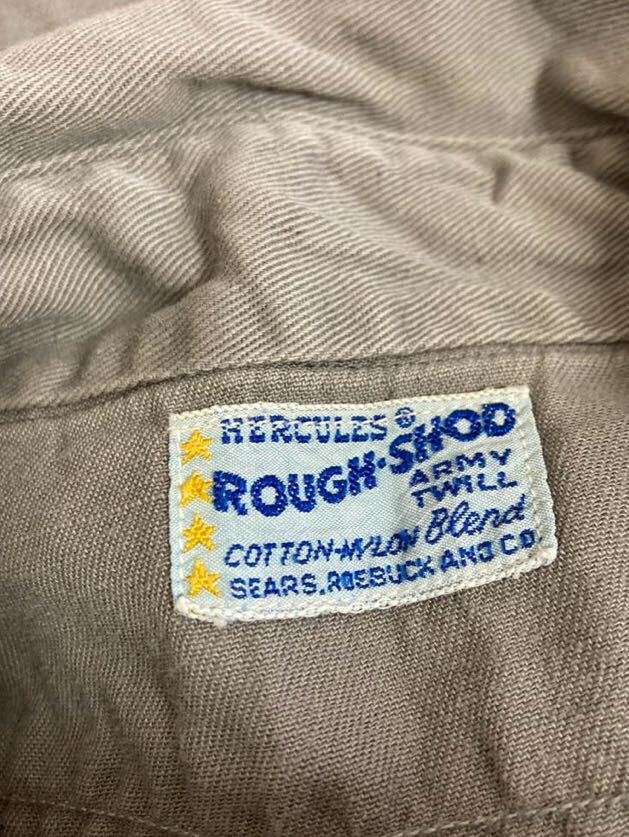 HERCULES®
ROUGH·SHOD
ARMY
TWILL
COTTON-NYLON Blend
SEARS, ROEBUCK AND CO